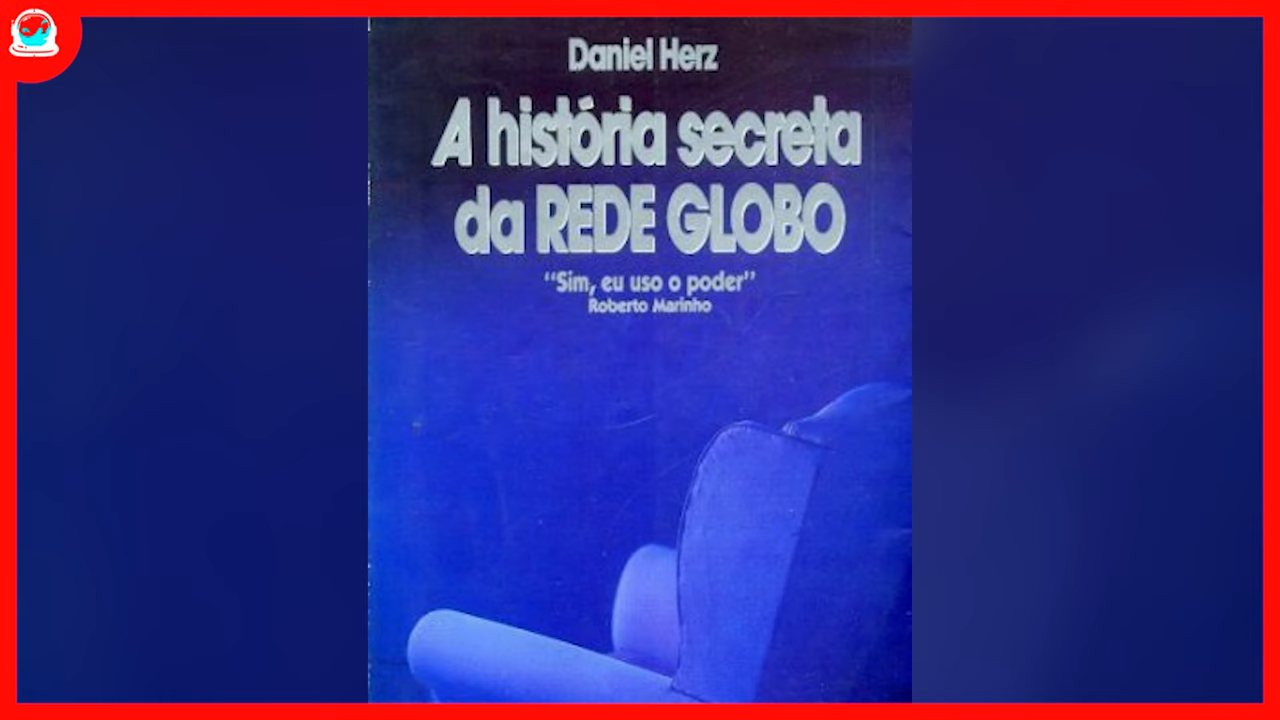 Daniel Herz
A história secreta
da REDE GLOBO
“Sim, eu uso o poder”
Roberto Marinho